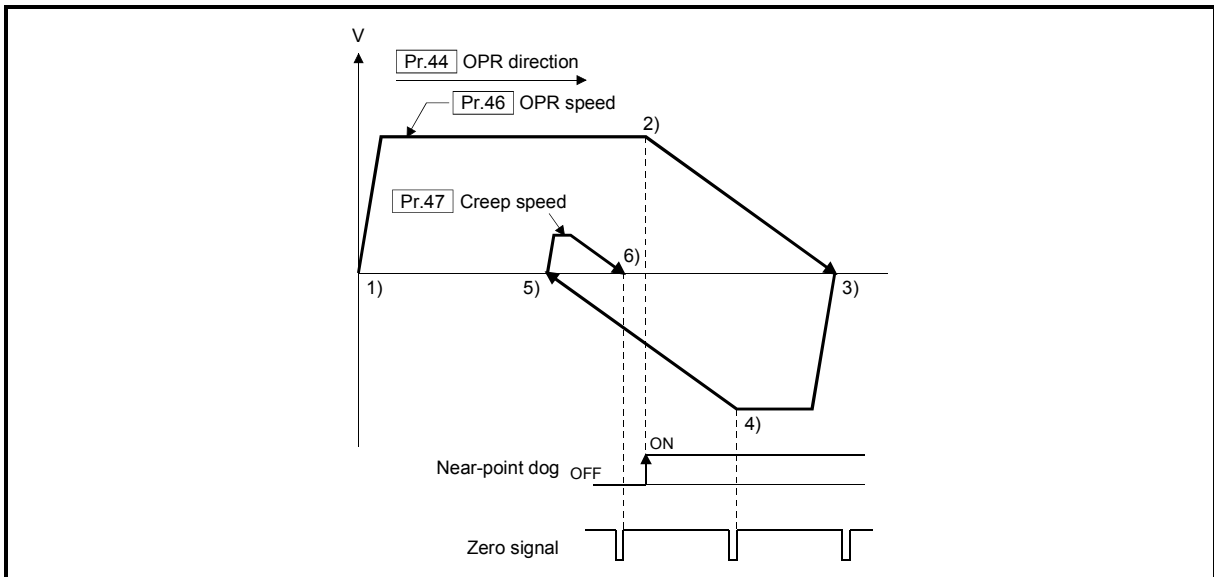 V
Pr.44 OPR direction
Pr.46 OPR speed
2)
Pr.47 Creep speed
6)
1)
5)
3)
4)
ON
Near-point dog OFF
Zero signal